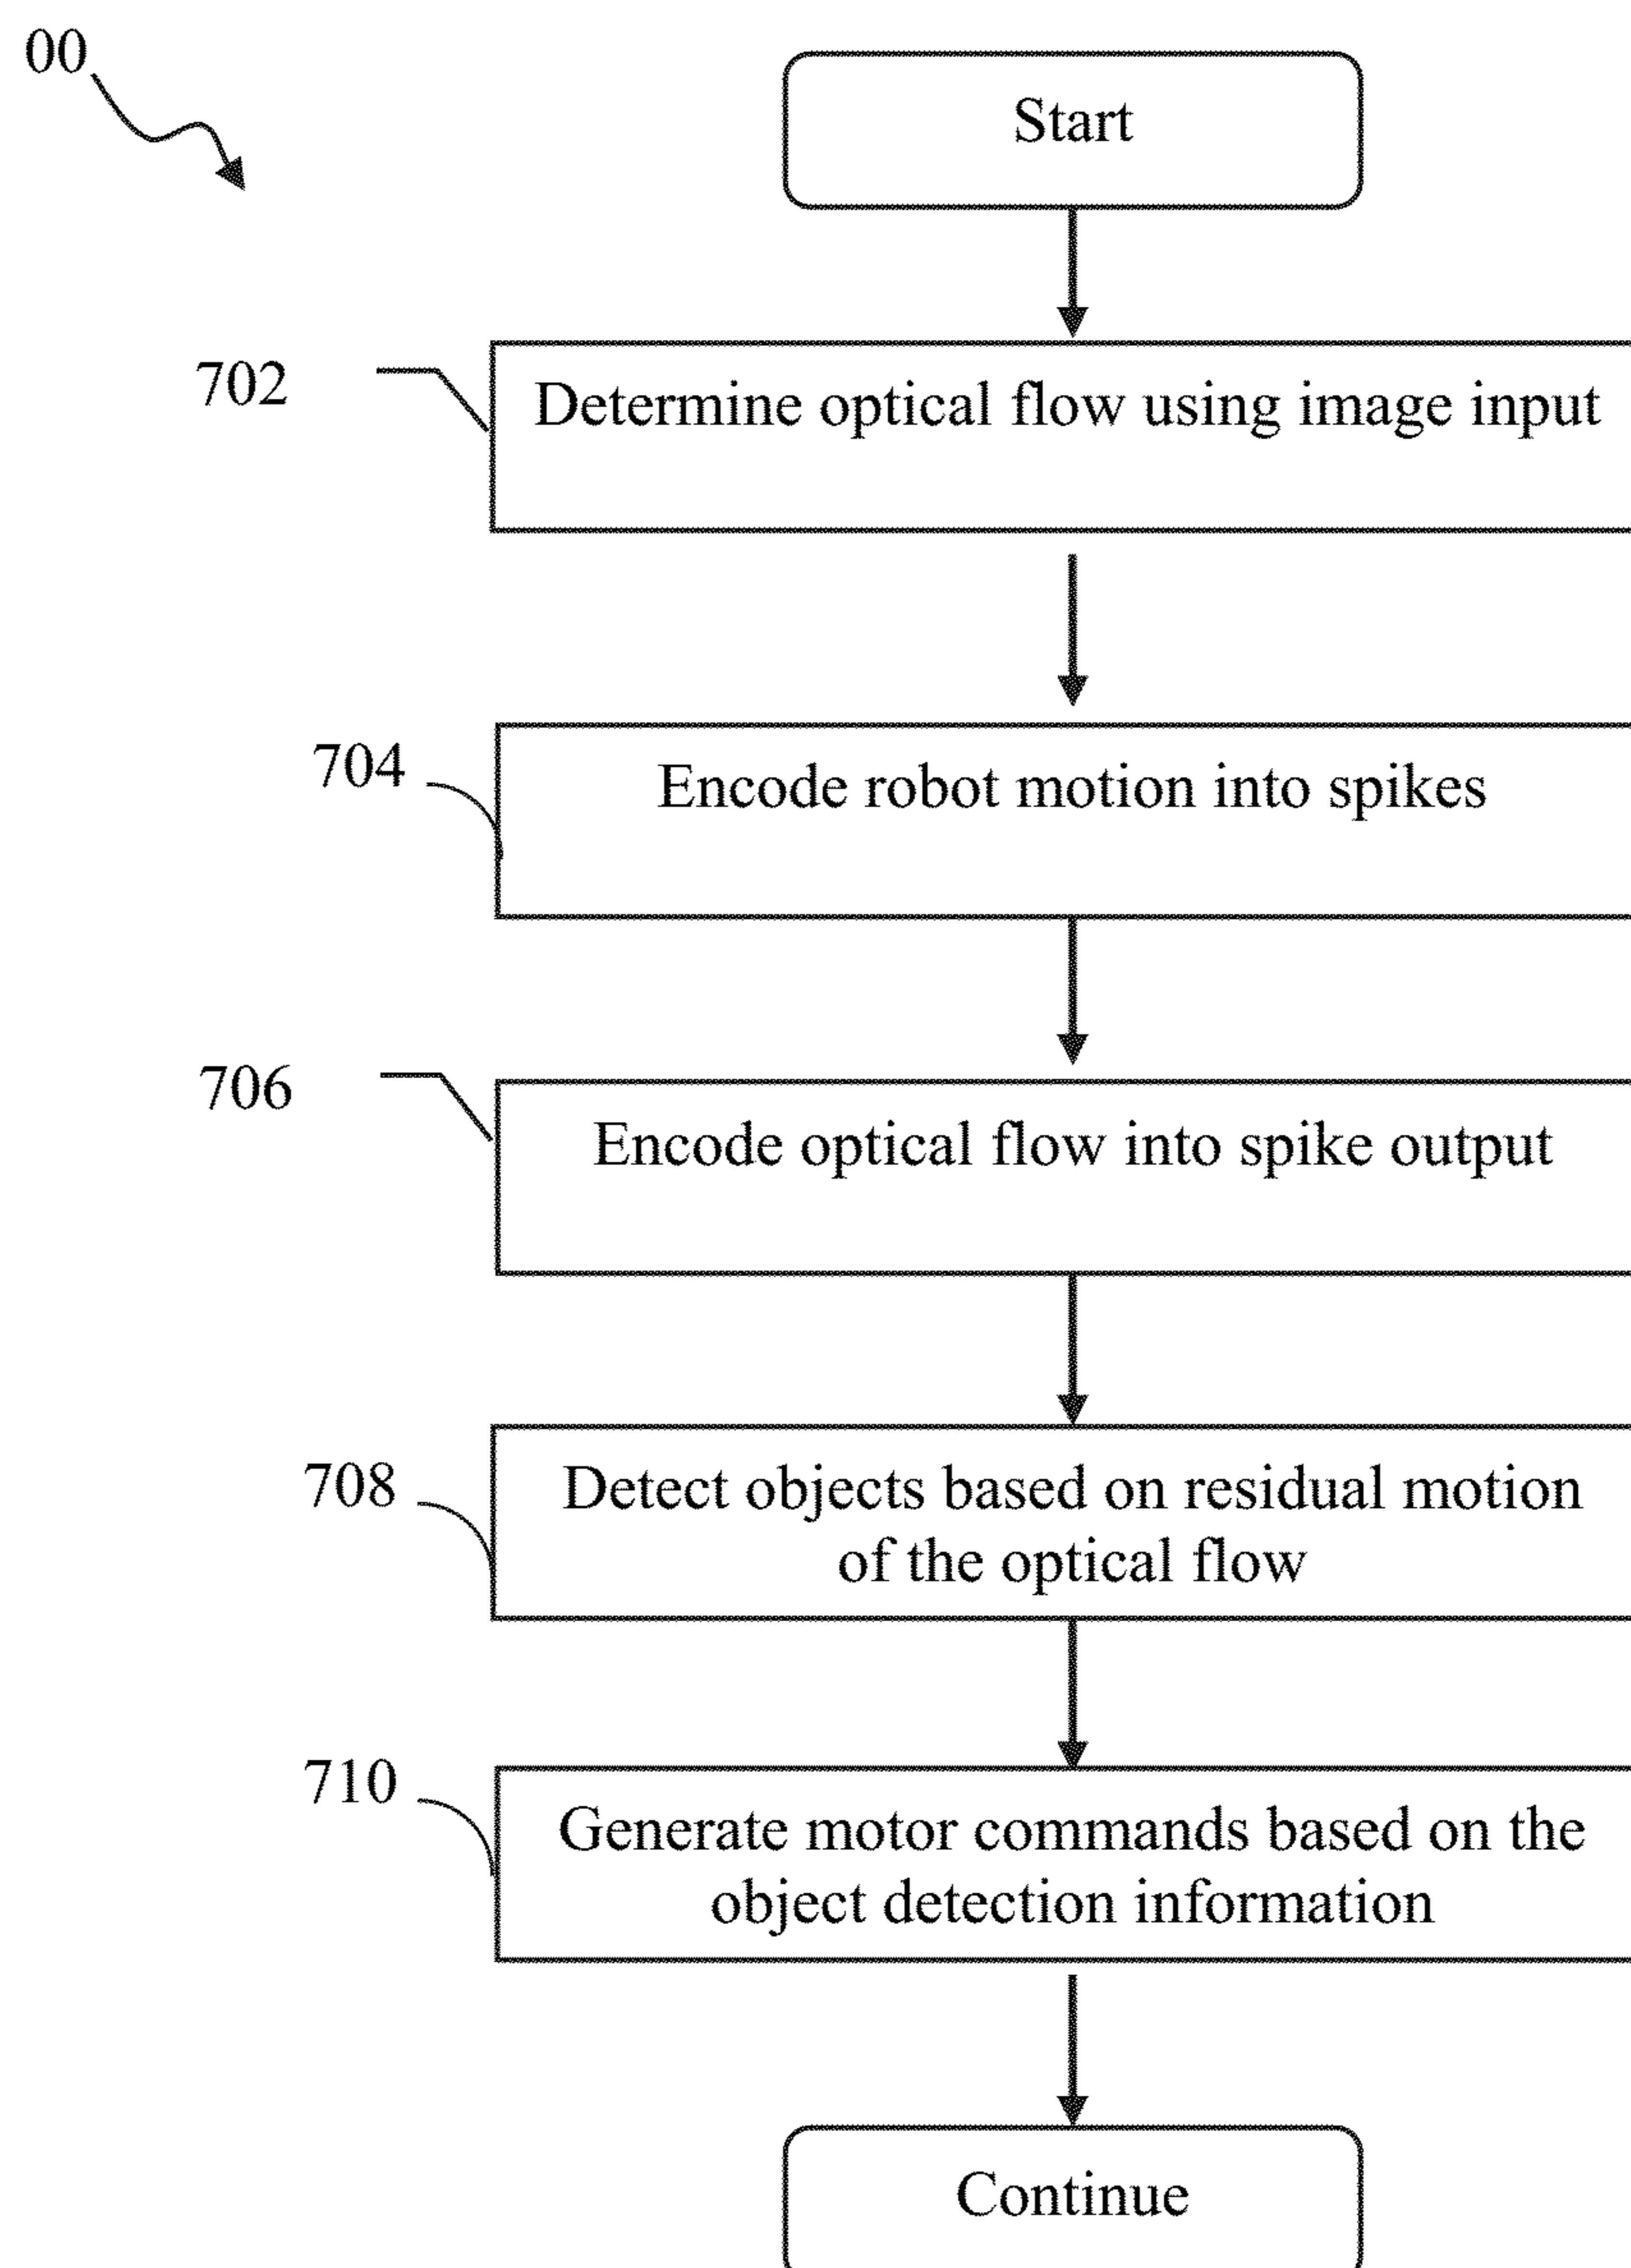 00
Start
702
Determine optical flow using image input
704
Encode robot motion into spikes
706
Encode optical flow into spike output
708
Detect objects based on residual motion
of the optical flow
710
Generate motor commands based on the
object detection information
Continue